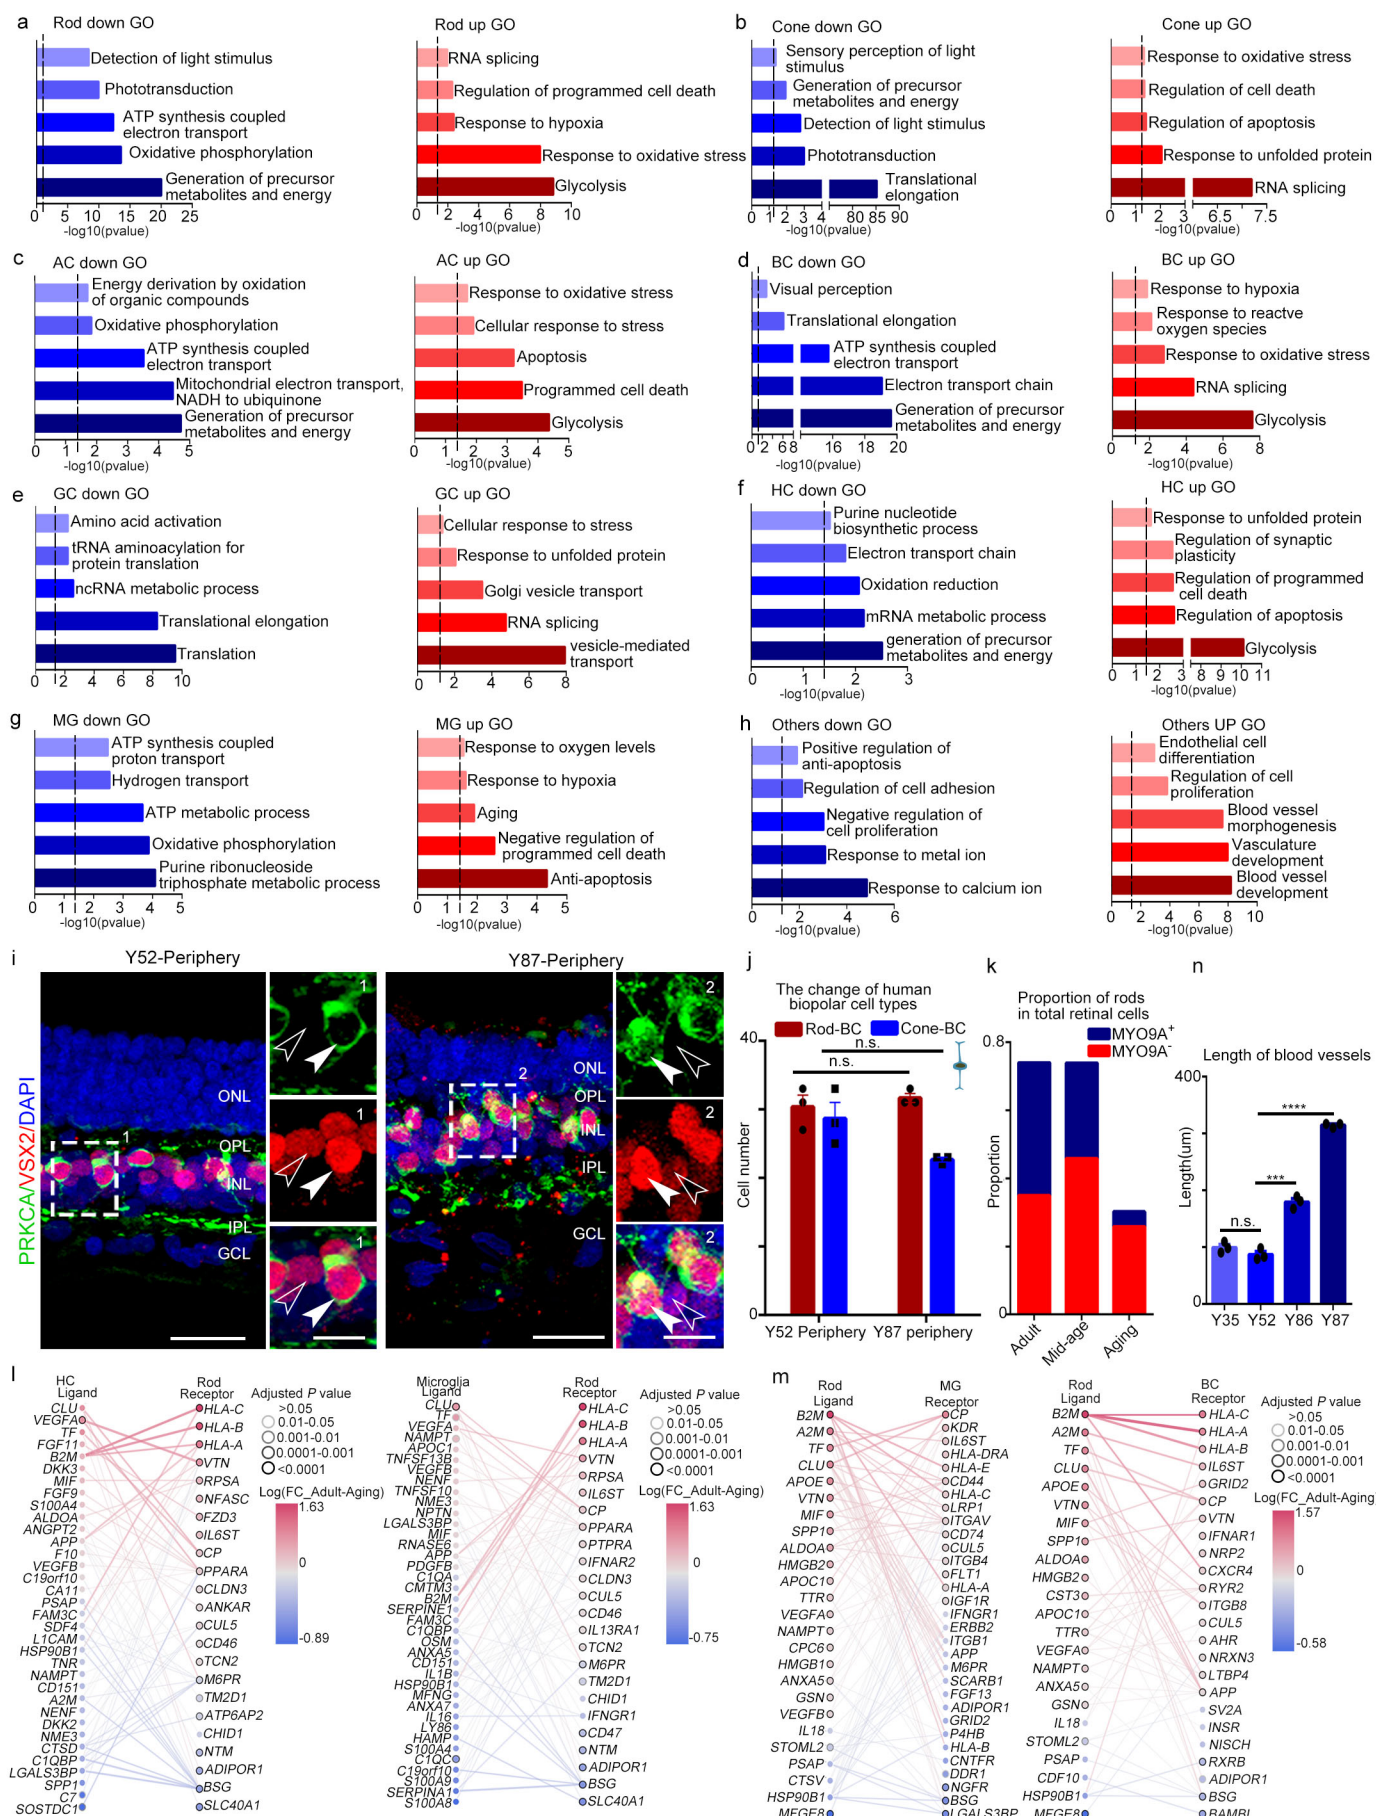 a
Rod down GO
Detection of light stimulus
Phototransduction
ATP synthesis coupled
electron transport
Oxidative phosphorylation
Generation of precursor
metabolites and energy
0 5 10 15 20 25
-log10(pvalue)
Rod up GO
RNA splicing
Regulation of programmed cell death
Response to hypoxia
Response to oxidative stress
Glycolysis
0 2 4 6 8 10
-log10(pvalue)
b
Cone down GO
Sensory perception of light
stimulus
Generation of precursor
metabolites and energy
Detection of light stimulus
Phototransduction
Translational
elongation
0 1 2 3 4 80 85 90
-log10(pvalue)
Cone up GO
Response to oxidative stress
Regulation of cell death
Regulation of apoptosis
Response to unfolded protein
RNA splicing
0 1 2 3 6.5 7.5
-log10(pvalue)
c
AC down GO
Energy derivation by oxidation
of organic compounds
Oxidative phosphorylation
ATP synthesis coupled
electron transport
Mitochondrial electron transport,
NADH to ubiquinone
Generation of precursor
metabolites and energy
0 1 2 3 4 5
-log10(pvalue)
AC up GO
Response to oxidative stress
Cellular response to stress
Apoptosis
Programmed cell death
Glycolysis
0 1 2 3 4 5
-log10(pvalue)
d
BC down GO
Visual perception
Translational elongation
ATP synthesis coupled
electron transport
Electron transport chain
Generation of precursor
metabolites and energy
0 2 6 8 16 18 20
-log10(pvalue)
BC up GO
Response to hypoxia
Response to reactve
oxygen species
Response to oxidative stress
RNA splicing
Glycolysis
0 2 4 6 8
-log10(pvalue)
e
GC down GO
Amino acid activation
tRNA aminoacylation for
protein translation
ncRNA metabolic process
Translational elongation
Translation
0 2 4 6 8 10
-log10(pvalue)
GC up GO
Cellular response to stress
Response to unfolded protein
Golgi vesicle transport
RNA splicing
vesicle-mediated
transport
0 2 4 6 8
-log10(pvalue)
f
HC down GO
Purine nucleotide
biosynthetic process
Electron transport chain
Oxidation reduction
mRNA metabolic process
generation of precursor
metabolites and energy
0 1 2 3
-log10(pvalue)
HC up GO
Response to unfolded protein
Regulation of synaptic
plasticity
Regulation of programmed
cell death
Regulation of apoptosis
Glycolysis
0 1 2 3 8 9 10 11
-log10(pvalue)
g
MG down GO
ATP synthesis coupled
proton transport
Hydrogen transport
ATP metabolic process
Oxidative phosphorylation
Purine ribonucleoside
triphosphate metabolic process
0 1 2 3 4 5
-log10(pvalue)
MG up GO
Response to oxygen levels
Response to hypoxia
Aging
Negative regulation of
programmed cell death
Anti-apoptosis
0 1 2 3 4 5
-log10(pvalue)
h
Others down GO
Positive regulation of
anti-apoptosis
Regulation of cell adhesion
Negative regulation of
cell proliferation
Response to metal ion
Response to calcium ion
0 2 4 6
-log10(pvalue)
Others UP GO
Endothelial cell
differentiation
Regulation of cell
proliferation
Blood vessel
morphogenesis
Vasculature
development
Blood vessel
development
0 2 4 6 8 10
-log10(pvalue)
i
Y52-Periphery
Y87-Periphery
PRKCA/VSX2/DAPI
ONL
OPL
INL
IPL
GCL
1
1
1
1
ONL
OPL
INL
IPL
GCL
2
2
2
2
j
The change of human
biopolar cell types
Rod-BC
Cone-BC
n.s.
n.s.
40
0
Cell number
Y52 Periphery
Y87 periphery
k
Proportion of rods
in total retinal cells
MYO9A+
MYO9A-
0.8
0
Proportion
Adult
Mid-age
Aging
n
Length of blood vessels
400
0
Length(um)
n.s.
***
****
Y35
Y52
Y86
Y87
l
HC
Ligand
CLU
VEGFA
TF
FGF11
B2M
DKK3
MIF
FGF9
S100A4
ALDOA
ANGPT2
APP
F10
VEGFB
C19orf10
CA11
PSAP
FAM3C
SDF4
L1CAM
HSP90B1
TNR
NAMPT
CD151
A2M
NENF
DKK2
NME3
CTSD
C1QBP
LGALS3BP
SPP1
C7
SOSTDC1
Rod
Receptor
HLA-C
HLA-B
HLA-A
VTN
RPSA
NFASC
FZD3
IL6ST
CP
PPARA
CLDN3
ANKAR
CUL5
CD46
TCN2
M6PR
TM2D1
ATP6AP2
CHID1
NTM
ADIPOR1
BSG
SLC40A1
Adjusted P value
>0.05
0.01-0.05
0.001-0.01
0.0001-0.001
<0.0001
Log(FC_Adult-Aging)
1.63
0
-0.89
Microglia
Ligand
CLU
TF
VEGFA
NAMPT
APOC1
TNFSF13B
VEGFB
NENF
TNFSF10
NME3
NPTN
LGALS3BP
MIF
RNASE6
APP
PDGFB
C1QA
CMTM3
B2M
SERPINE1
FAM3C
C1QBP
OSM
ANXA5
CD151
IL1B
HSP90B1
MFNG
ANXA7
IL16
LY86
HAMP
S100A4
C1QC
C19orf10
S100A9
SERPINA1
S100A8
Rod
Receptor
HLA-C
HLA-B
HLA-A
VTN
RPSA
IL6ST
CP
PPARA
PTPRA
IFNAR2
CLDN3
CUL5
CD46
IL13RA1
TCN2
M6PR
TM2D1
CHID1
IFNGR1
CD47
NTM
ADIPOR1
BSG
SLC40A1
Adjusted P value
>.05
0.01-0.05
0.001-0.01
0.0001-0.001
<0.0001
Log(FC_Adult-Aging)
1.63
0
-0.75
m
Rod
Ligand
B2M
A2M
TF
CLU
APOE
VTN
MIF
SPP1
ALDOA
HMGB2
APOC1
TTR
VEGFA
NAMPT
CPC6
HMGB1
ANXA5
GSN
VEGFB
IL18
STOML2
PSAP
CTSV
HSP90B1
MFGE8
MG
Receptor
CP
KDR
IL6ST
HLA-DRA
HLA-E
CD44
HLA-C
LRP1
ITGAV
CD74
CUL5
ITGB4
FLT1
HLA-A
IGF1R
IFNGR1
ERBB2
ITGB1
APP
M6PR
SCARB1
FGF13
ADIPOR1
GRID2
P4HB
HLA-B
CNTFR
DDR1
NGFR
BSG
LGALS3BP
Rod
Ligand
B2M
A2M
TF
CLU
APOE
VTN
MIF
SPP1
ALDOA
HMGB2
CST3
APOC1
TTR
VEGFA
NAMPT
ANXA5
GSN
IL18
STOML2
PSAP
CDF10
HSP90B1
MFGE8
BC
Receptor
HLA-C
HLA-A
HLA-B
IL6ST
GRID2
CP
VTN
IFNAR1
NRP2
CXCR4
RYR2
ITGB8
CUL5
AHR
NRXN3
LTBP4
APP
SV2A
INSR
NISCH
RXRB
ADIPOR1
BSG
BAMBI
Adjusted P value
>.05
0.01-0.05
0.001-0.01
0.0001-0.001
<0.0001
Log(FC_Adult-Aging)
1.57
0
-0.58